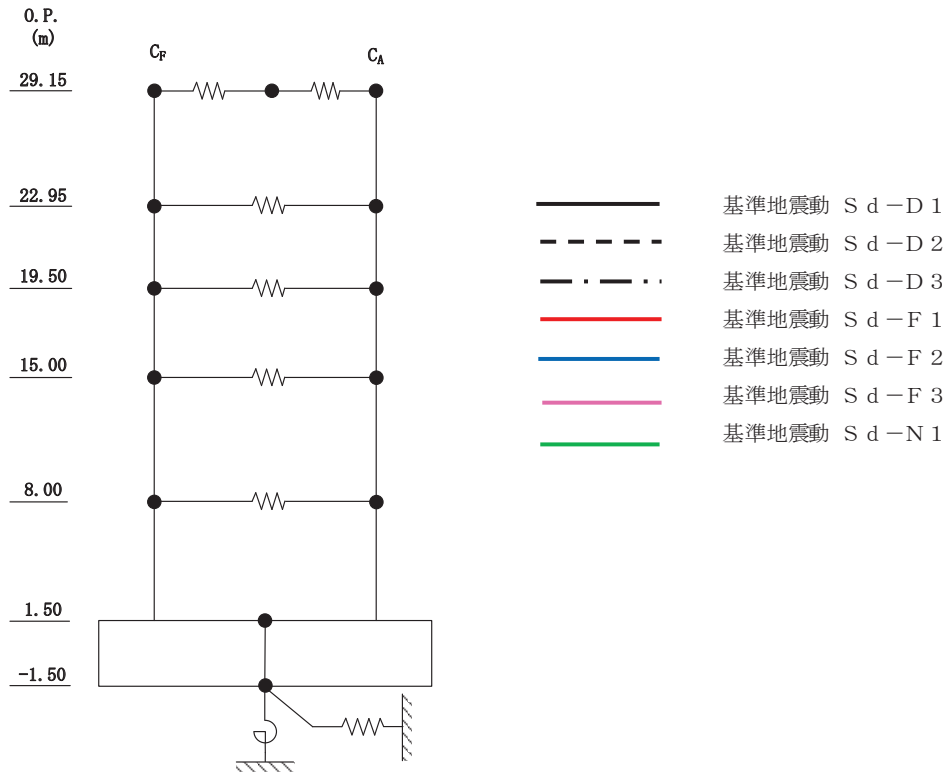 O.P.
(m)
C_F
C_A
29.15
22.95
19.50
15.00
8.00
1.50
-1.50
基準地震動 Ｓｄ－Ｄ１
基準地震動 Ｓｄ－Ｄ２
基準地震動 Ｓｄ－Ｄ３
基準地震動 Ｓｄ－Ｆ１
基準地震動 Ｓｄ－Ｆ２
基準地震動 Ｓｄ－Ｆ３
基準地震動 Ｓｄ－Ｎ１